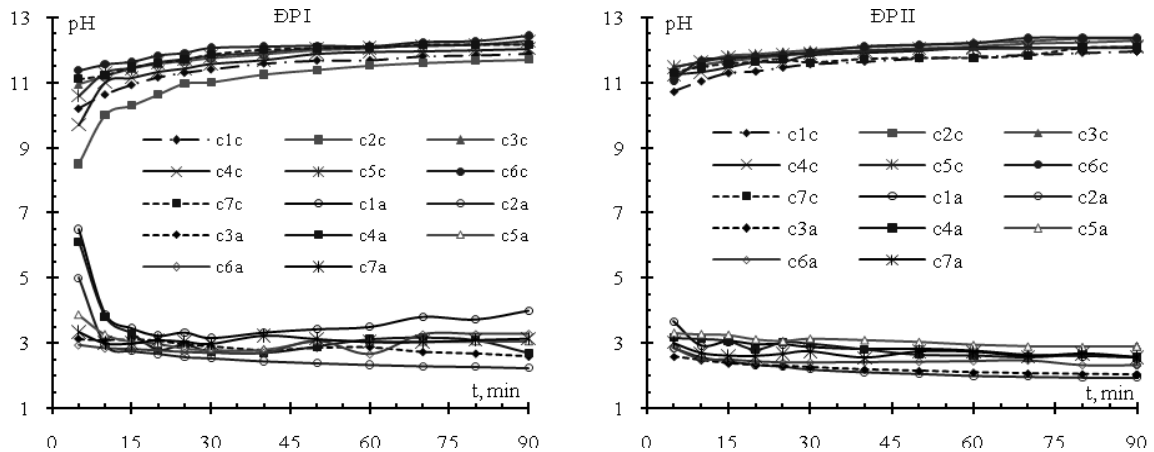 ĐPI
pH
13
11
9
7
5
3
1
c1c c2c c3c
c4c c5c c6c
c7c c1a c2a
c3a c4a c5a
c6a c7a
t, min
0 15 30 45 60 75 90
ĐPII
pH
13
11
9
7
5
3
1
c1c c2c c3c
c4c c5c c6c
c7c c1a c2a
c3a c4a c5a
c6a c7a
t, min
0 15 30 45 60 75 90